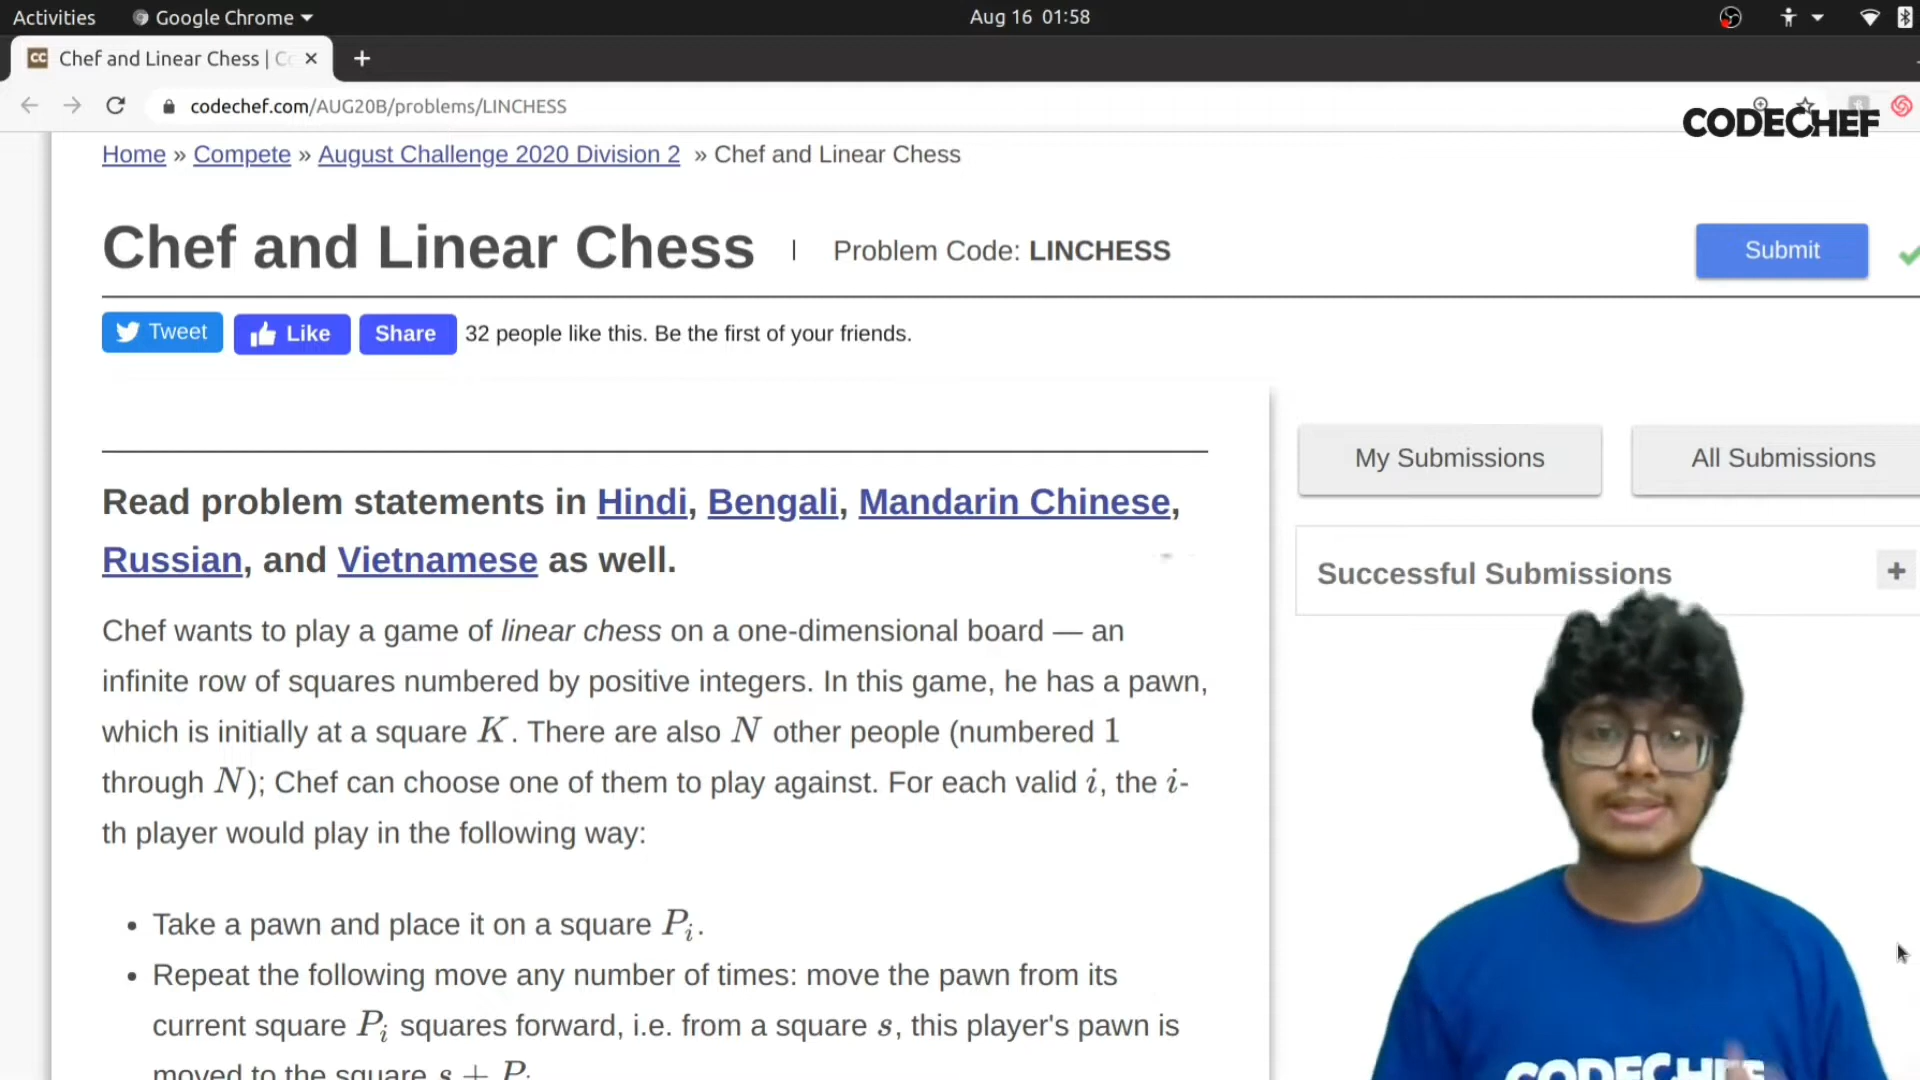 Activities Google Chrome Aug 16 01:58
Chef and Linear Chess | Co
codechef.com/AUG20B/problems/LINCHESS
CODECHEF
Home » Compete » August Challenge 2020 Division 2 » Chef and Linear Chess
Chef and Linear Chess | Problem Code: LINCHESS Submit
Tweet Like Share 32 people like this. Be the first of your friends.
My Submissions All Submissions
Read problem statements in Hindi, Bengali, Mandarin Chinese,
Russian, and Vietnamese as well.
Successful Submissions +
Chef wants to play a game of linear chess on a one-dimensional board — an
infinite row of squares numbered by positive integers. In this game, he has a pawn,
which is initially at a square K. There are also N other people (numbered 1
through N); Chef can choose one of them to play against. For each valid i, the i-
th player would play in the following way:
• Take a pawn and place it on a square Pi.
• Repeat the following move any number of times: move the pawn from its
current square Pi squares forward, i.e. from a square s, this player's pawn is
moved to the square s + Pi
CODECHEF